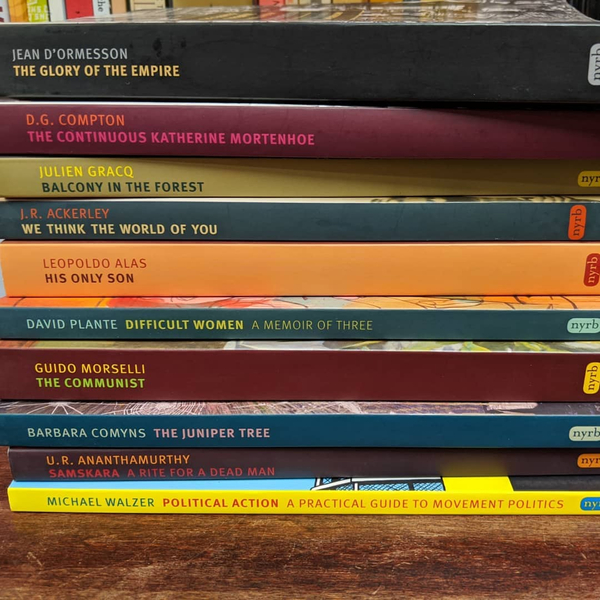 JEAN D'ORMESSON
THE GLORY OF THE EMPIRE
nyrb
D.G. COMPTON
THE CONTINUOUS KATHERINE MORTENHOE
JULIEN GRACQ
BALCONY IN THE FOREST
nyr
J.R. ACKERLEY
WE THINK THE WORLD OF YOU
nyrb
LEOPOLDO ALAS
HIS ONLY SON
nyrb
DAVID PLANTE DIFFICULT WOMEN A MEMOIR OF THREE
nyrb
GUIDO MORSELLI
THE COMMUNIST
nyrb
BARBARA COMYNS THE JUNIPER TREE
nyrb
U.R. ANANTHAMURTHY
SAMSKARA A RITE FOR A DEAD MAN
nyr
MICHAEL WALZER POLITICAL ACTION A PRACTICAL GUIDE TO MOVEMENT POLITICS
ny